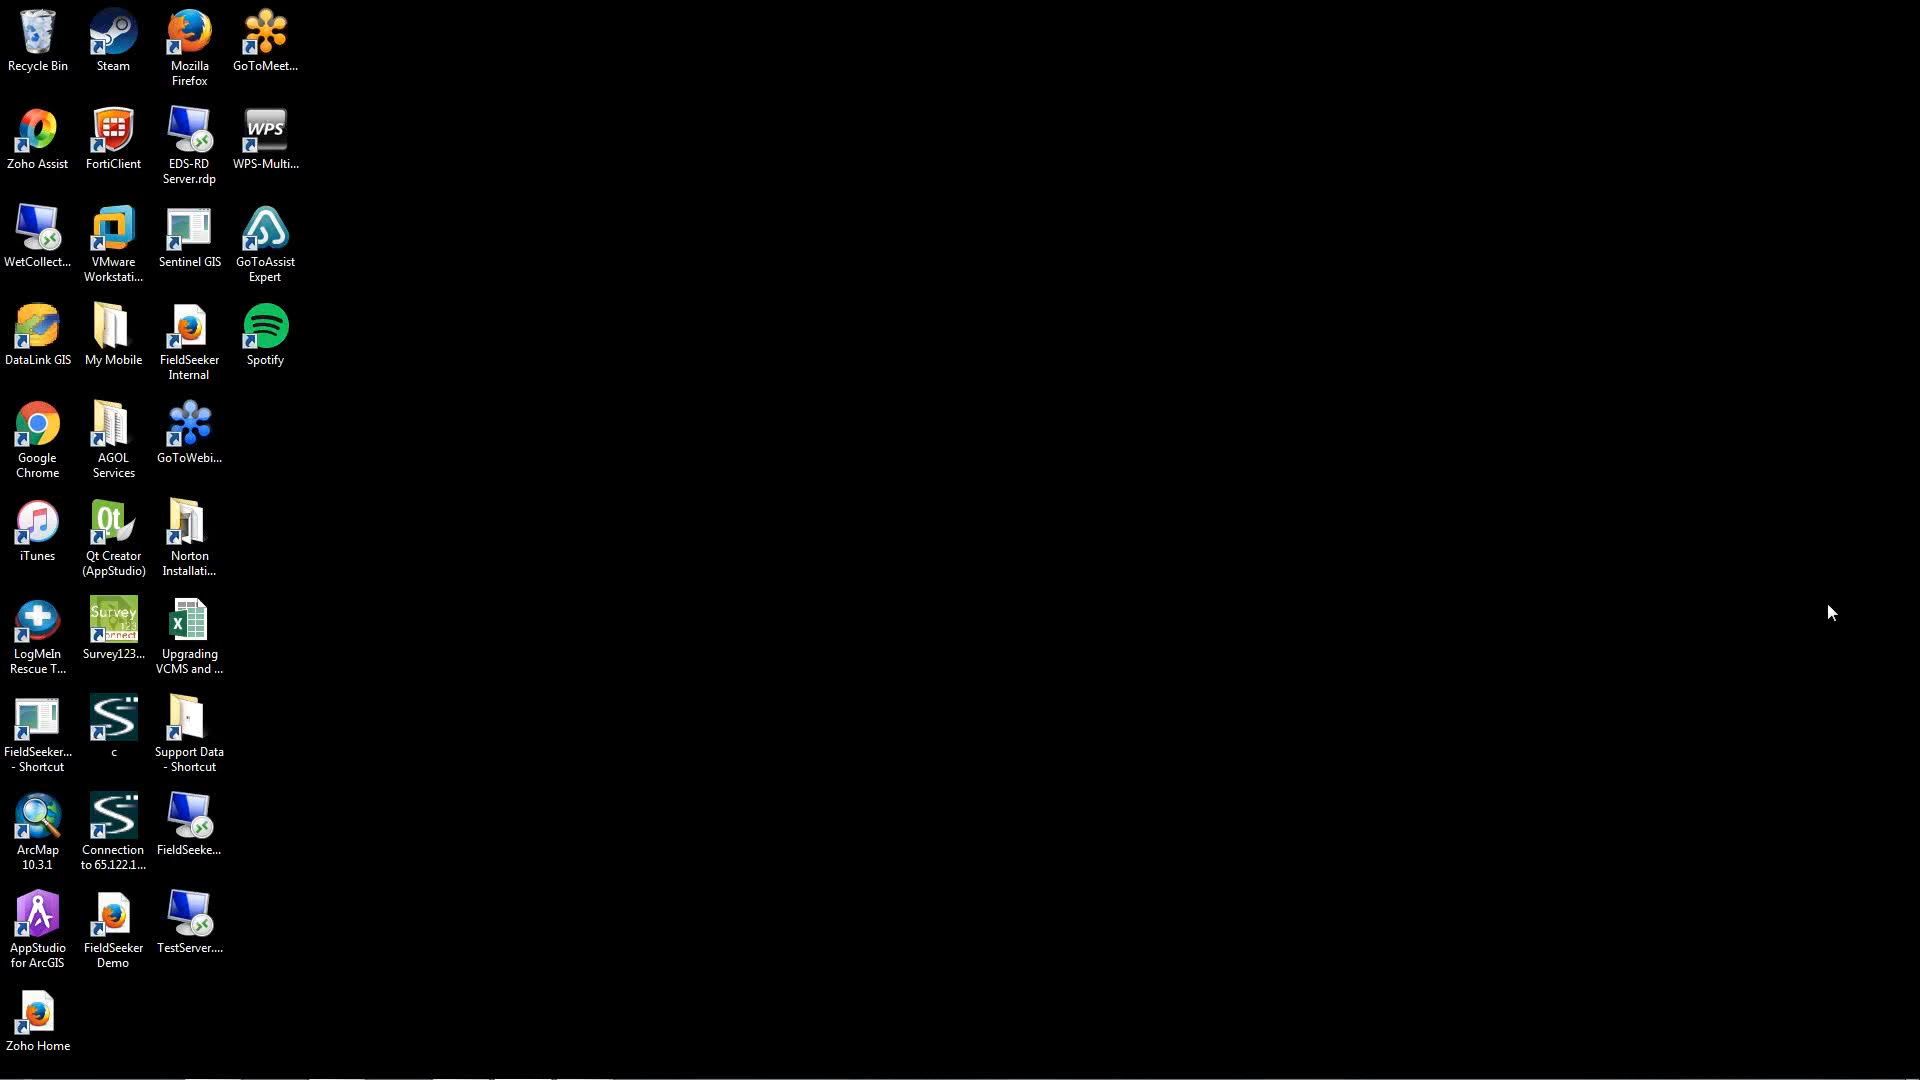 Recycle Bin
Steam
Mozilla
Firefox
GoToMeet...
Zoho Assist
FortiClient
EDS-RD
Server.rdp
WPS
WPS-Multi...
WetCollect...
VMware
Workstati...
Sentinel GIS
GoToAssist
Expert
DataLink GIS
My Mobile
FieldSeeker
Internal
Spotify
Google
Chrome
AGOL
Services
GoToWebi...
iTunes
Qt
Qt Creator
(AppStudio)
Norton
Installati...
LogMeIn
Rescue T...
Survey
123
onnect
Survey123...
X
Upgrading
VCMS and ...
FieldSeeker...
- Shortcut
c
Support Data
- Shortcut
ArcMap
10.3.1
Connection
to 65.122.1...
FieldSeeke...
AppStudio
for ArcGIS
FieldSeeker
Demo
TestServer....
Zoho Home